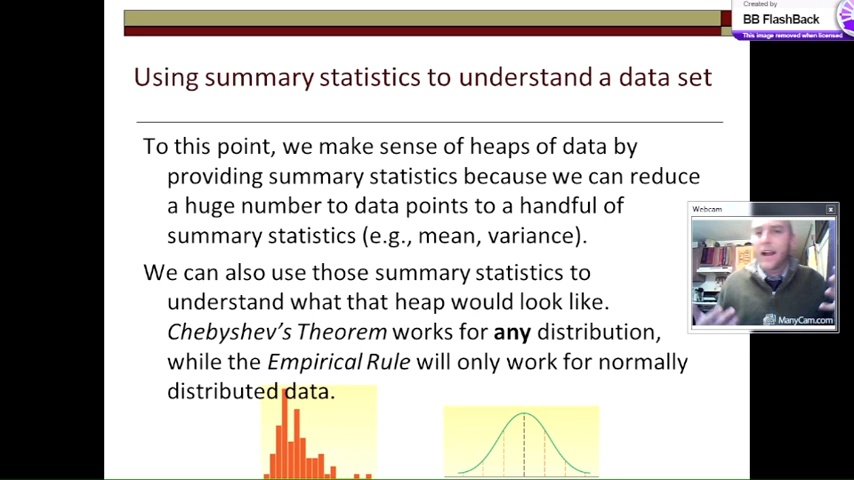 Created by
BB FlashBack
This image removed when licensed
Using summary statistics to understand a data set
To this point, we make sense of heaps of data by
providing summary statistics because we can reduce
a huge number to data points to a handful of
summary statistics (e.g., mean, variance).
We can also use those summary statistics to
understand what that heap would look like.
Chebyshev's Theorem works for any distribution,
while the Empirical Rule will only work for normally
distributed data.
Webcam
ManyCam.com